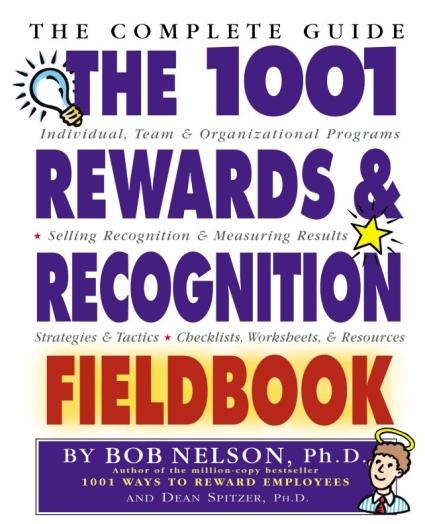 THE COMPLETE GUIDE
THE 1001
Individual, Team & Organizational Programs
REWARDS &
★ Selling Recognition & Measuring Results
RECOGNITION
Strategies & Tactics ★ Checklists, Worksheets, & Resources
FIELDBOOK
BY BOB NELSON, Ph.D.
Author of the million-copy bestseller
1001 WAYS TO REWARD EMPLOYEES
AND DEAN SPITZER, PH.D.